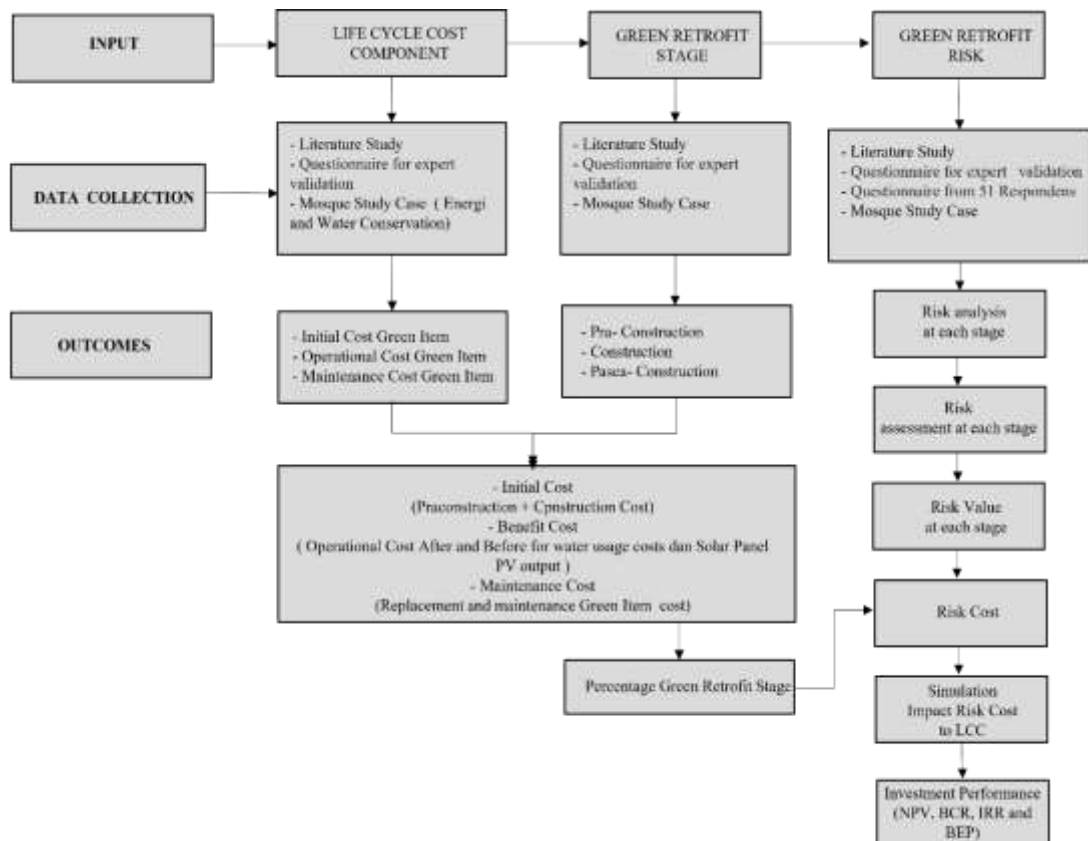 INPUT
LIFE CYCLE COST
COMPONENT
GREEN RETROFIT
STAGE
GREEN RETROFIT
RISK
DATA COLLECTION
- Literature Study
- Questionnaire for expert
validation
- Mosque Study Case ( Energi
and Water Conservation)
- Literature Study
- Questionnaire for expert
validation
- Mosque Study Case
- Literature Study
- Questionnaire for expert validation
- Questionnaire from 51 Respondens
- Mosque Study Case
OUTCOMES
- Initial Cost Green Item
- Operational Cost Green Item
- Maintenance Cost Green Item
- Pra- Construction
- Construction
- Pasca- Construction
Risk analysis
at each stage
Risk
assessment at each stage
- Initial Cost
(Praconstruction + Cpnstruction Cost)
- Benefit Cost
( Operational Cost After and Before for water usage costs dan Solar Panel
PV output )
- Maintenance Cost
(Replacement and maintenance Green Item cost)
Risk Value
at each stage
Risk Cost
Percentage Green Retrofit Stage
Simulation
Impact Risk Cost
to LCC
Investment Performance
(NPV, BCR, IRR and
BEP)